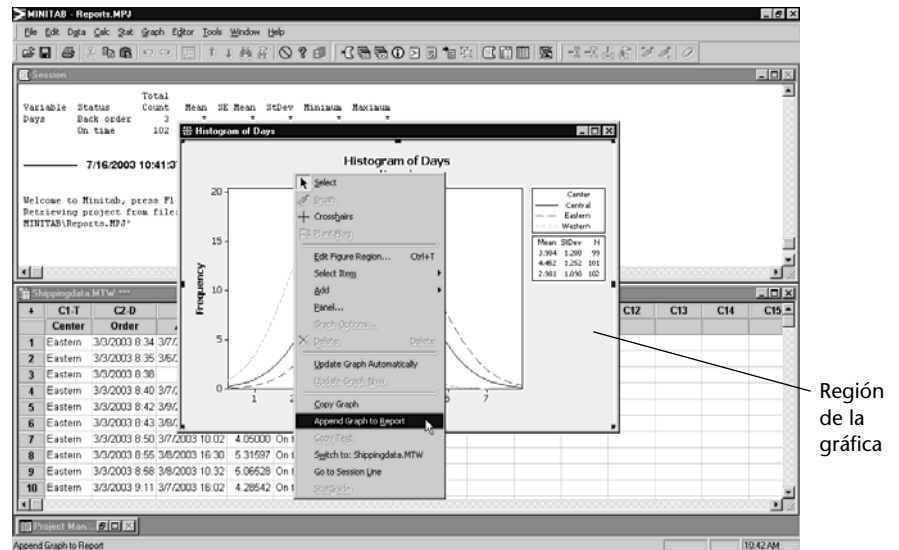 MINITAB - Reports.MPJ
File Edit Data Calc Stat Graph Editor Tools Window Help
Session
Total
Variable Status Count Mean SE Mean StDev Minimum Maximum
Days Back order 3 * * * * *
On time 102
7/16/2003 10:41:3
Welcome to Minitab, press F1
Retrieving project from file:
MINITAB\Reports.MPJ'
Histogram of Days
Histogram of Days
Frequency
20
15
10
5
0
1 2 6 7
Center
Central
Eastern
Western
Mean StDev N
3.984 1.280 99
4.452 1.252 101
2.981 1.090 102
Select
Brush
Crosshairs
Plant Flag
Edit Figure Region... Ctrl+T
Select Item
Add
Panel...
Graph Options...
Delete Delete
Update Graph Automatically
Update Graph Now
Copy Graph
Append Graph to Report
Copy Text
Switch to: Shippingdata.MTW
Go to Session Line
StatGuide
Región
de la
gráfica
Shippingdata.MTW ***
C1-T C2-D C12 C13 C14 C15
Center Order
1 Eastern 3/3/2003 8:34 3/7/2
2 Eastern 3/3/2003 8:35 3/6/2
3 Eastern 3/3/2003 8:38
4 Eastern 3/3/2003 8:40 3/7/2
5 Eastern 3/3/2003 8:42 3/9/2
6 Eastern 3/3/2003 8:43 3/8/2
7 Eastern 3/3/2003 8:50 3/7/2003 10:02 4.05000 On t
8 Eastern 3/3/2003 8:55 3/8/2003 16:30 5.31597 On t
9 Eastern 3/3/2003 8:58 3/8/2003 10:32 5.06528 On t
10 Eastern 3/3/2003 9:11 3/7/2003 16:02 4.28542 On t
Project Man...
Append Graph to Report
10:42 AM